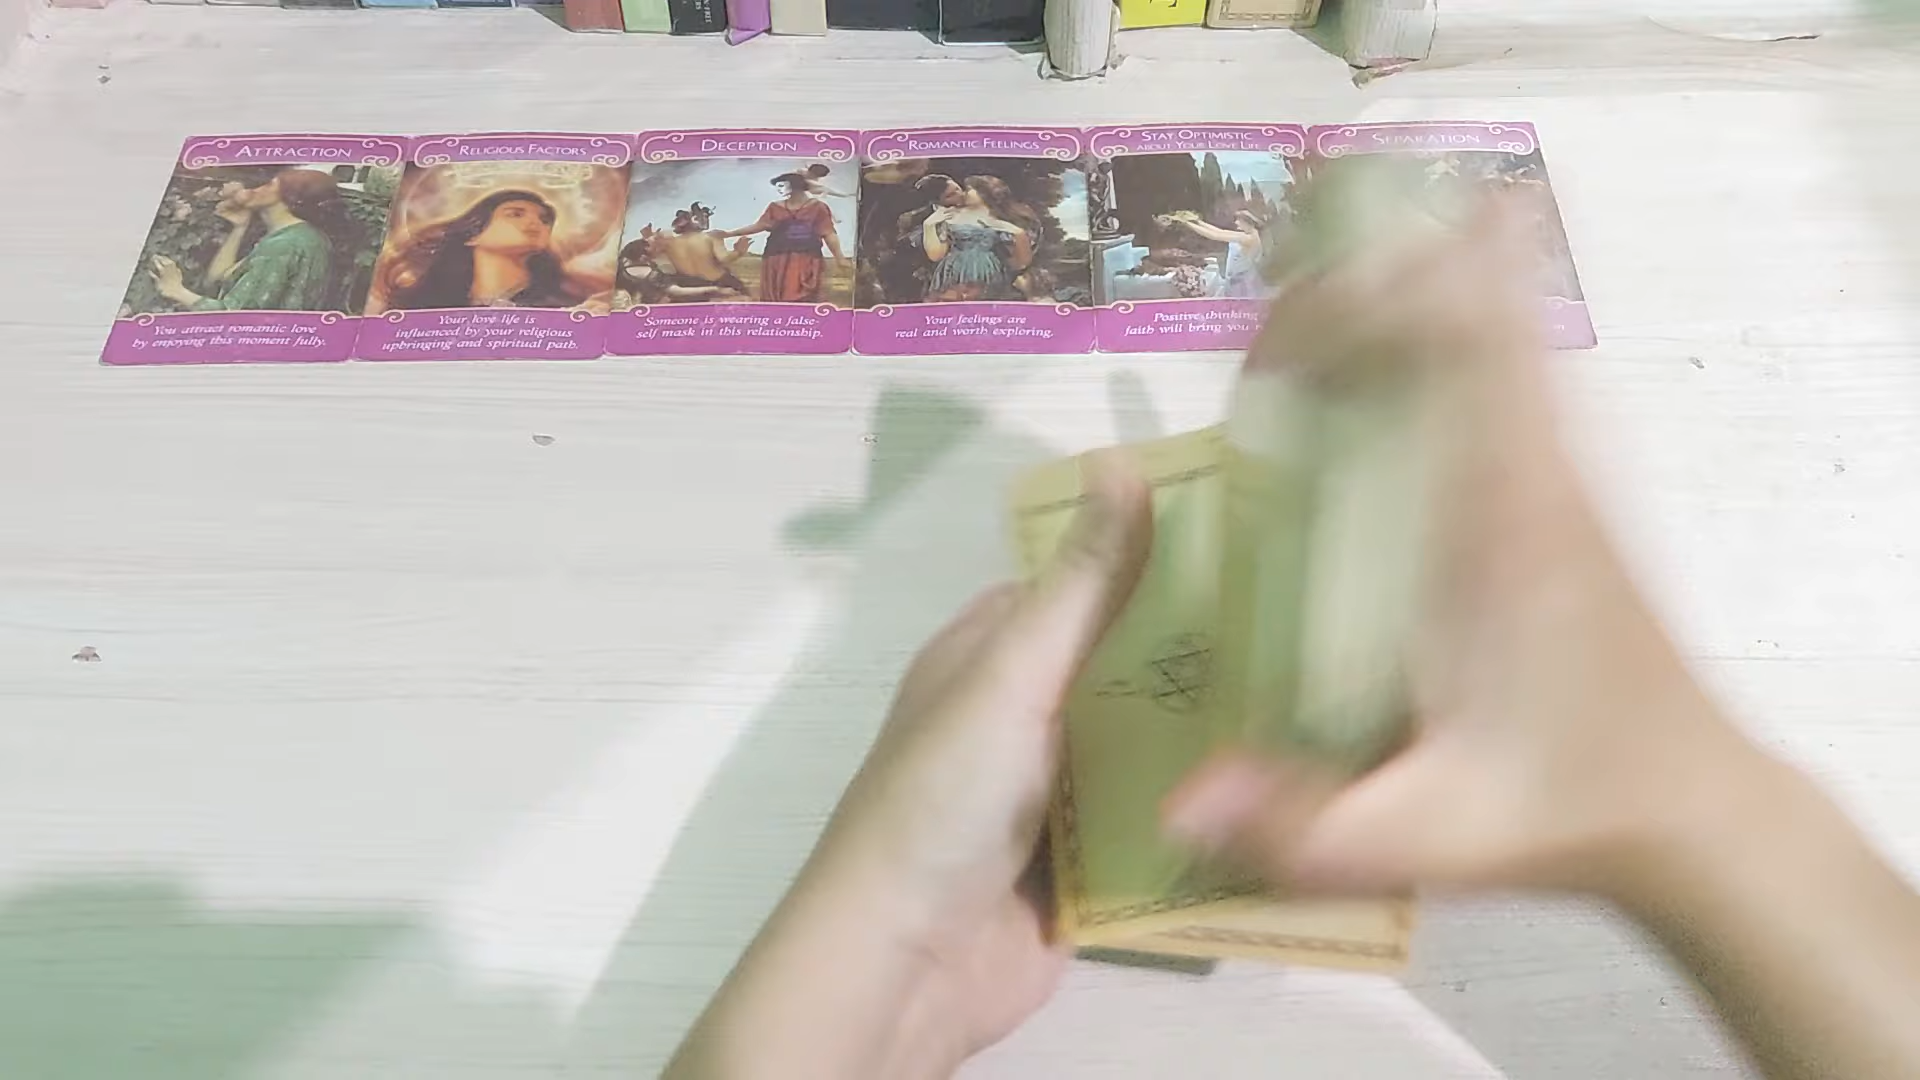 ATTRACTION
You attract romantic love
by enjoying this moment fully.
RELIGIOUS FACTORS
Your love life is
influenced by your religious
upbringing and spiritual path.
DECEPTION
Someone is wearing a false-
self mask in this relationship.
ROMANTIC FEELINGS
Your feelings are
real and worth exploring.
STAY OPTIMISTIC
ABOUT YOUR LOVE LIFE
Positive thinking
faith will bring you
SEPARATION